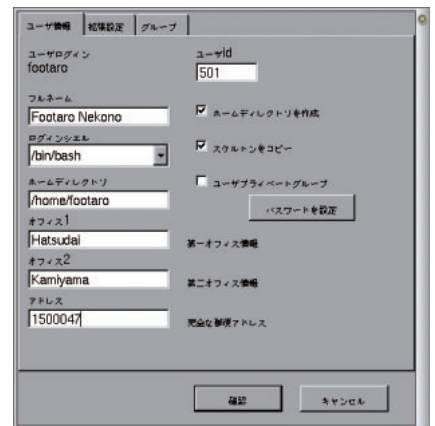 ユーザ情報 拡張設定 グループ
ユーザログイン
footaro
ユーザid
501
フルネーム
Footaro Nekono
ホームディレクトリを作成
ログインシェル
/bin/bash
スケルトンをコピー
ホームディレクトリ
/home/footaro
ユーザプライベートグループ
パスワードを設定
オフィス1
Hatsudai
第一オフィス情報
オフィス2
Kamiyama
第二オフィス情報
アドレス
1500047
完全な郵便アドレス
確認 キャンセル